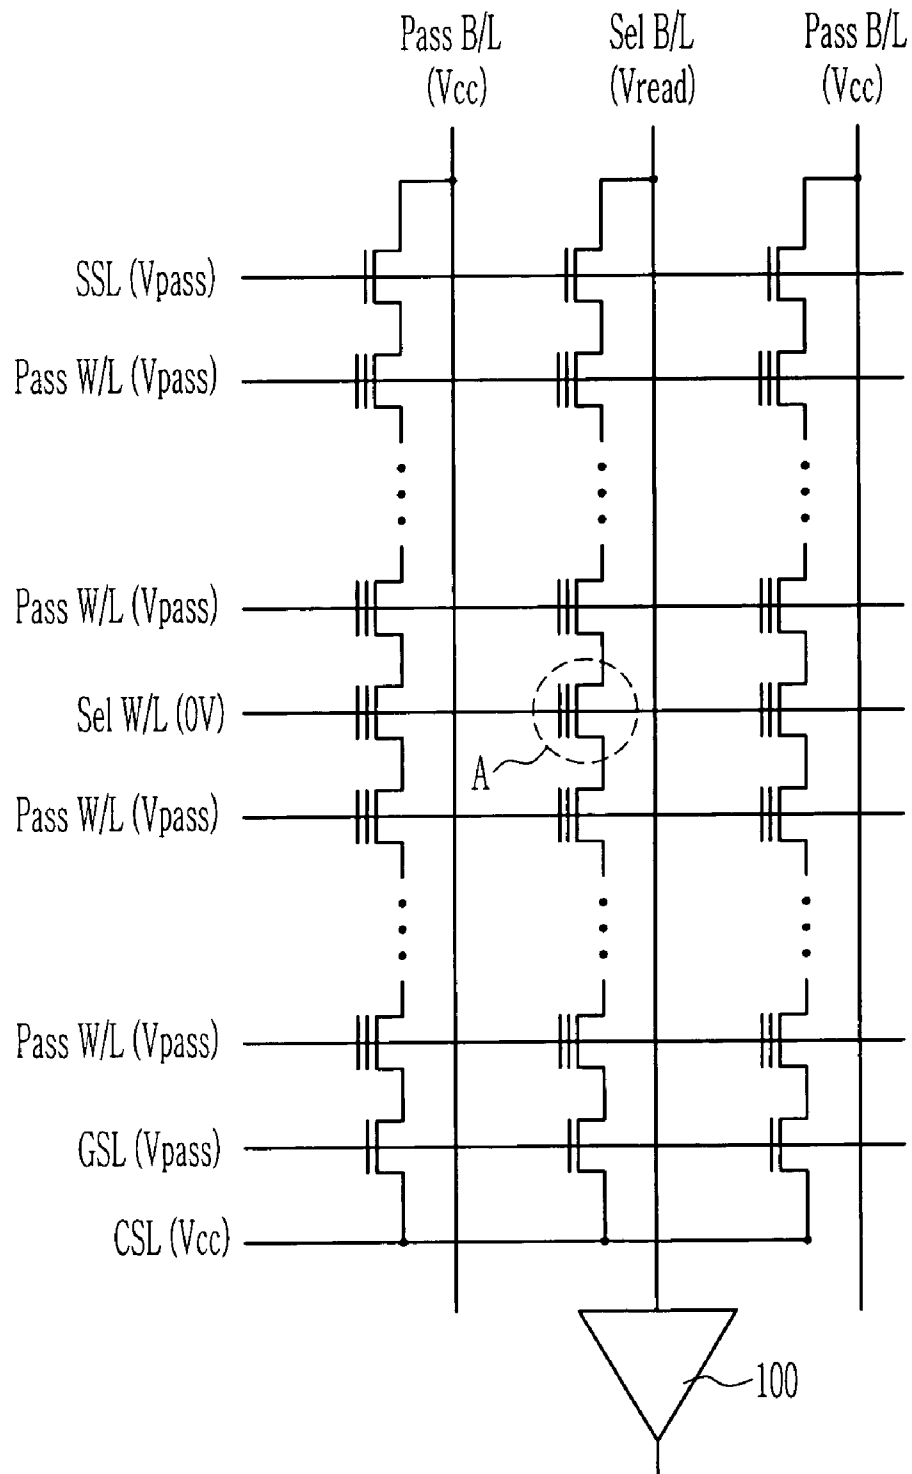 Pass B/L
(Vcc)
Sel B/L
(Vread)
Pass B/L
(Vcc)
SSL (Vpass)
Pass W/L (Vpass)
Pass W/L (Vpass)
Sel W/L (0V)
A
Pass W/L (Vpass)
Pass W/L (Vpass)
GSL (Vpass)
CSL (Vcc)
100